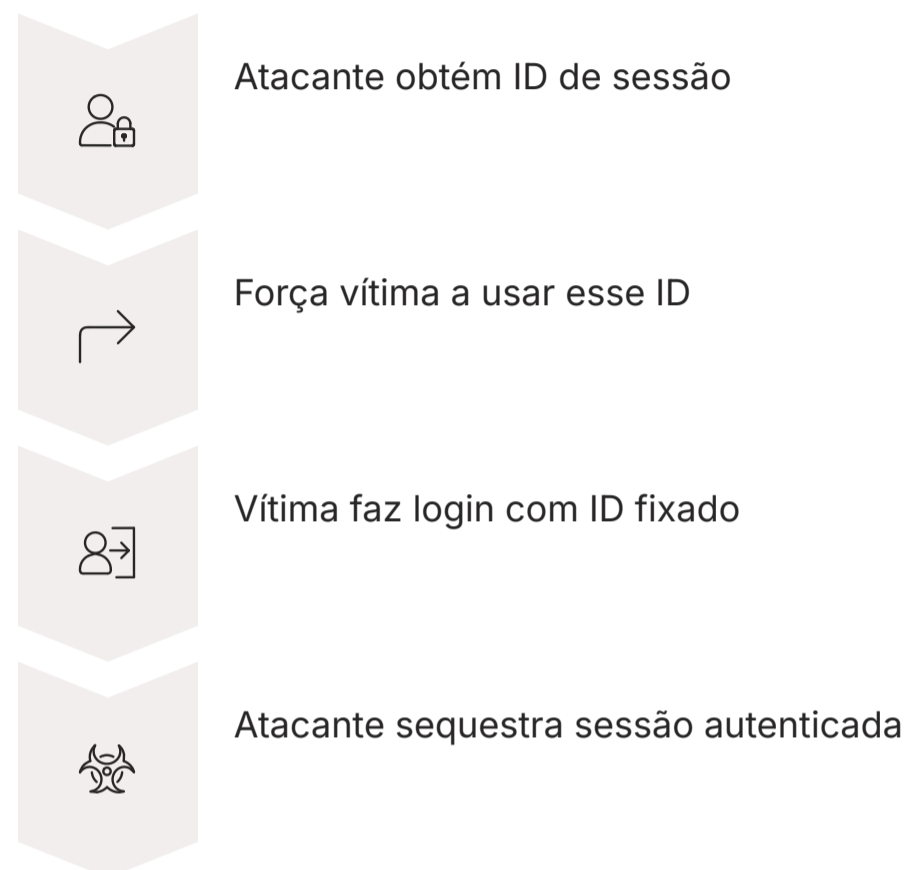 Atacante obtém ID de sessão
Força vítima a usar esse ID
Vítima faz login com ID fixado
Atacante sequestra sessão autenticada